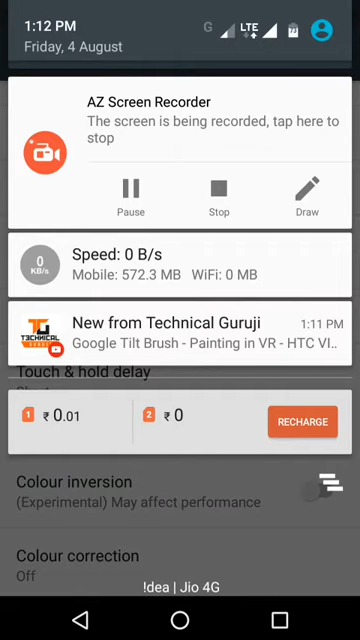 1:12 PM
G LTE 73
Friday, 4 August
AZ Screen Recorder
The screen is being recorded, tap here to
stop
Pause Stop Draw
0
KB/s
Speed: 0 B/s
Mobile: 572.3 MB WiFi: 0 MB
TECHNICAL
New from Technical Guruji 1:11 PM
Google Tilt Brush - Painting in VR - HTC VI..
Touch & hold delay
1 ₹ 0.01 2 ₹ 0 RECHARGE
Colour inversion
(Experimental) May affect performance
Colour correction
Off
!dea | Jio 4G